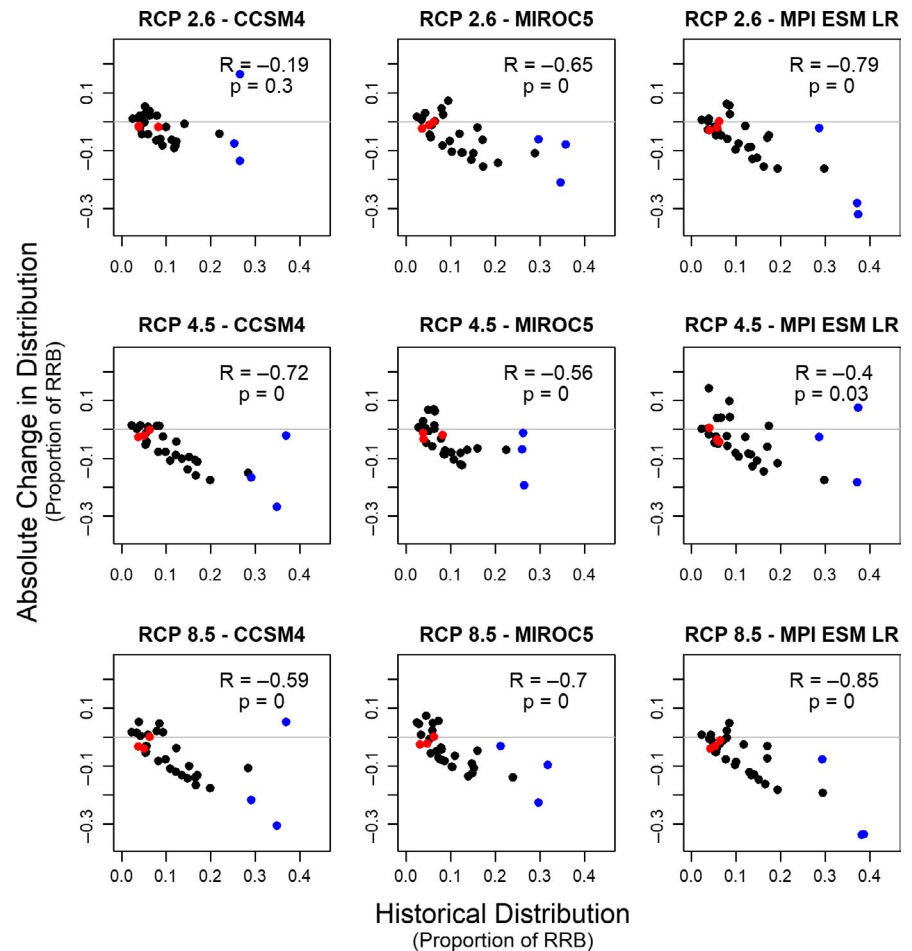 RCP 2.6 - CCSM4
RCP 2.6 - MIROC5
RCP 2.6 - MPI ESM LR
R = –0.19
p = 0.3
R = –0.65
p = 0
R = –0.79
p = 0
0.1
–0.1
–0.3
0.0 0.1 0.2 0.3 0.4
0.1
–0.1
–0.3
0.0 0.1 0.2 0.3 0.4
0.1
–0.1
–0.3
0.0 0.1 0.2 0.3 0.4
RCP 4.5 - CCSM4
RCP 4.5 - MIROC5
RCP 4.5 - MPI ESM LR
R = –0.72
p = 0
R = –0.56
p = 0
R = –0.4
p = 0.03
0.1
–0.1
–0.3
0.0 0.1 0.2 0.3 0.4
0.1
–0.1
–0.3
0.0 0.1 0.2 0.3 0.4
0.1
–0.1
–0.3
0.0 0.1 0.2 0.3 0.4
RCP 8.5 - CCSM4
RCP 8.5 - MIROC5
RCP 8.5 - MPI ESM LR
R = –0.59
p = 0
R = –0.7
p = 0
R = –0.85
p = 0
0.1
–0.1
–0.3
0.0 0.1 0.2 0.3 0.4
0.1
–0.1
–0.3
0.0 0.1 0.2 0.3 0.4
0.1
–0.1
–0.3
0.0 0.1 0.2 0.3 0.4
Absolute Change in Distribution
(Proportion of RRB)
Historical Distribution
(Proportion of RRB)